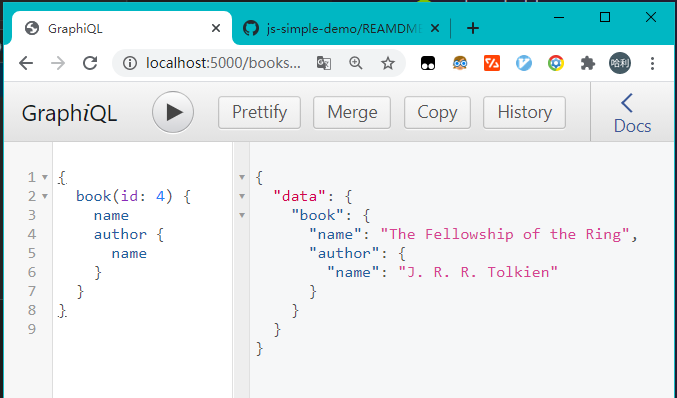 GraphiQL
js-simple-demo/REAMDME
localhost:5000/books...
哈利
GraphiQL
Prettify
Merge
Copy
History
Docs
1
{
2
book(id: 4) {
3
name
4
author {
5
name
6
}
7
}
8
}
9
{
"data": {
"book": {
"name": "The Fellowship of the Ring",
"author": {
"name": "J. R. R. Tolkien"
}
}
}
}